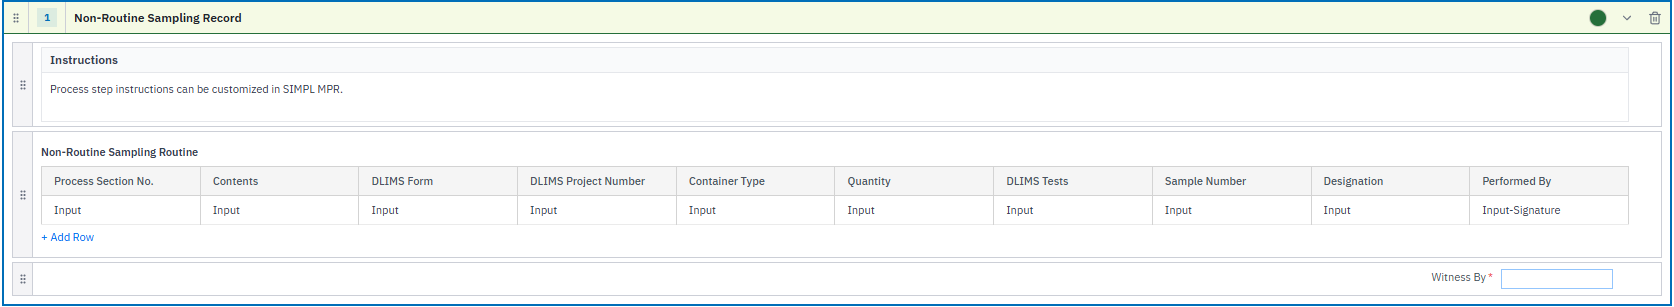 1 Non-Routine Sampling Record
Instructions
Process step instructions can be customized in SIMPL MPR.
Non-Routine Sampling Routine
Process Section No. Contents DLIMS Form DLIMS Project Number Container Type Quantity DLIMS Tests Sample Number Designation Performed By
Input Input Input Input Input Input Input Input Input Input-Signature
+ Add Row
Witness By *